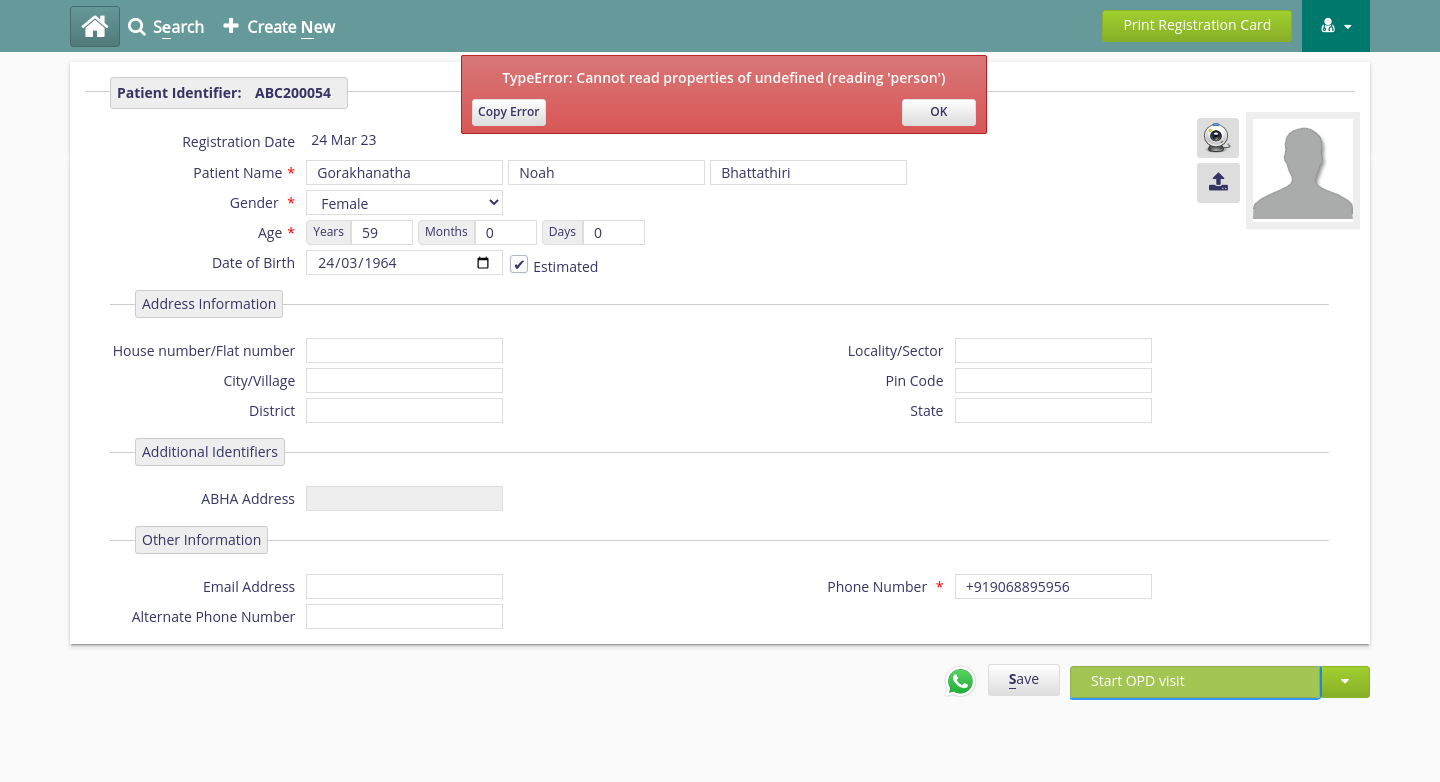 Search Create New Print Registration Card
TypeError: Cannot read properties of undefined (reading 'person')
Copy Error OK
Patient Identifier: ABC200054
Registration Date 24 Mar 23
Patient Name * Gorakhanatha Noah Bhattathiri
Gender * Female
Age * Years 59 Months 0 Days 0
Date of Birth 24/03/1964 Estimated
Address Information
House number/Flat number Locality/Sector
City/Village Pin Code
District State
Additional Identifiers
ABHA Address
Other Information
Email Address Phone Number * +919068895956
Alternate Phone Number
Save Start OPD visit